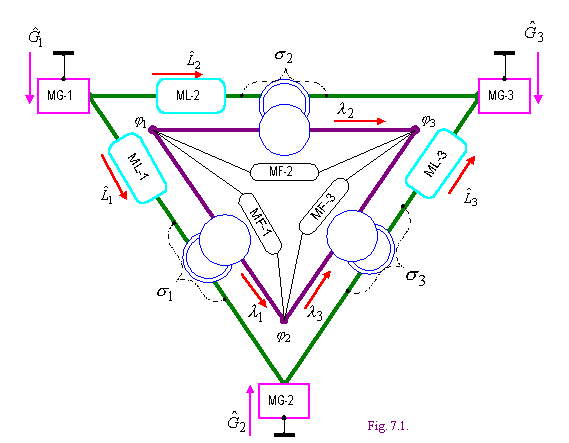 Ĝ1 Ĝ3
L̂2 σ2
MG-1 ML-2 MG-3
λ2
φ1 φ3
ML-1 MF-2 ML-3
L̂1 MF-1 MF-3 L̂3
σ1 λ1 λ3 σ3
φ2
MG-2
Ĝ2 Fig. 7.1.